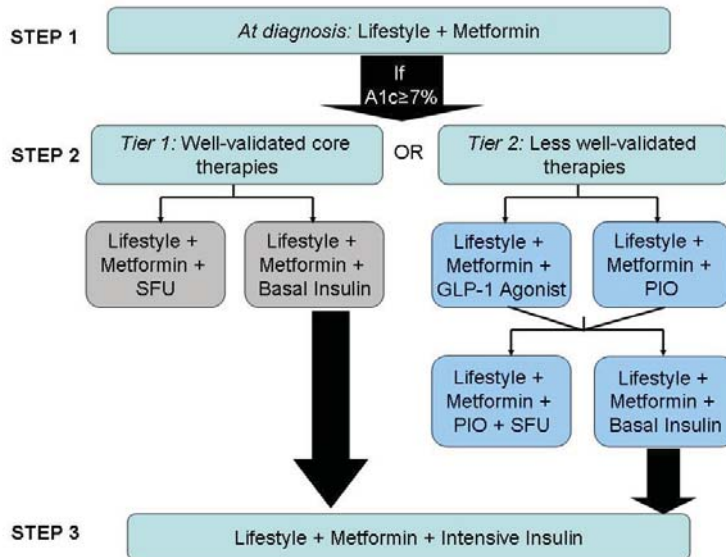 STEP 1
At diagnosis: Lifestyle + Metformin
If
A1c≥7%
STEP 2
Tier 1: Well-validated core
therapies
OR
Tier 2: Less well-validated
therapies
Lifestyle +
Metformin +
SFU
Lifestyle +
Metformin +
Basal Insulin
Lifestyle +
Metformin +
GLP-1 Agonist
Lifestyle +
Metformin +
PIO
Lifestyle +
Metformin +
PIO + SFU
Lifestyle +
Metformin +
Basal Insulin
STEP 3
Lifestyle + Metformin + Intensive Insulin